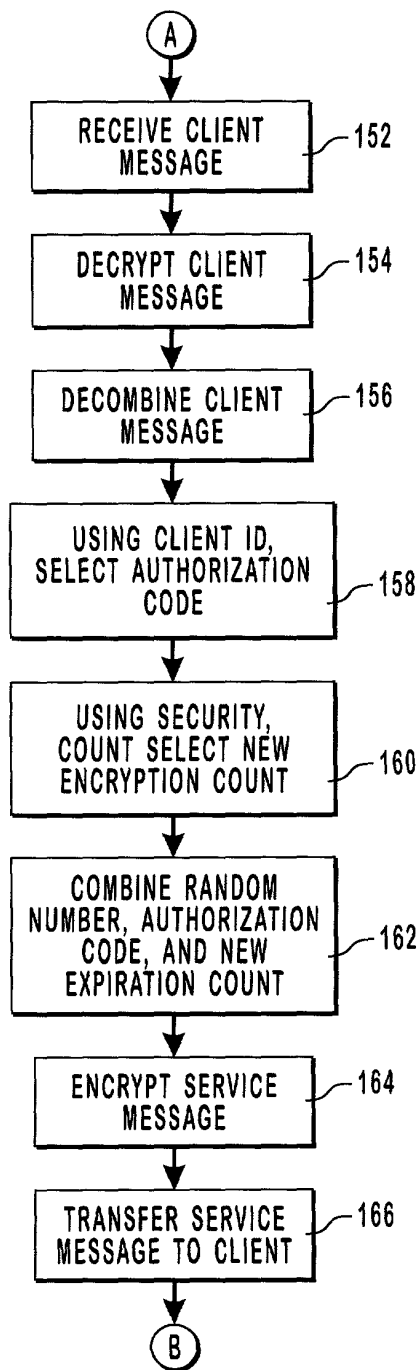 A
RECEIVE CLIENT
MESSAGE
152
DECRYPT CLIENT
MESSAGE
154
DECOMBINE CLIENT
MESSAGE
156
USING CLIENT ID,
SELECT AUTHORIZATION
CODE
158
USING SECURITY,
COUNT SELECT NEW
ENCRYPTION COUNT
160
COMBINE RANDOM
NUMBER, AUTHORIZATION
CODE, AND NEW
EXPIRATION COUNT
162
ENCRYPT SERVICE
MESSAGE
164
TRANSFER SERVICE
MESSAGE TO CLIENT
166
B